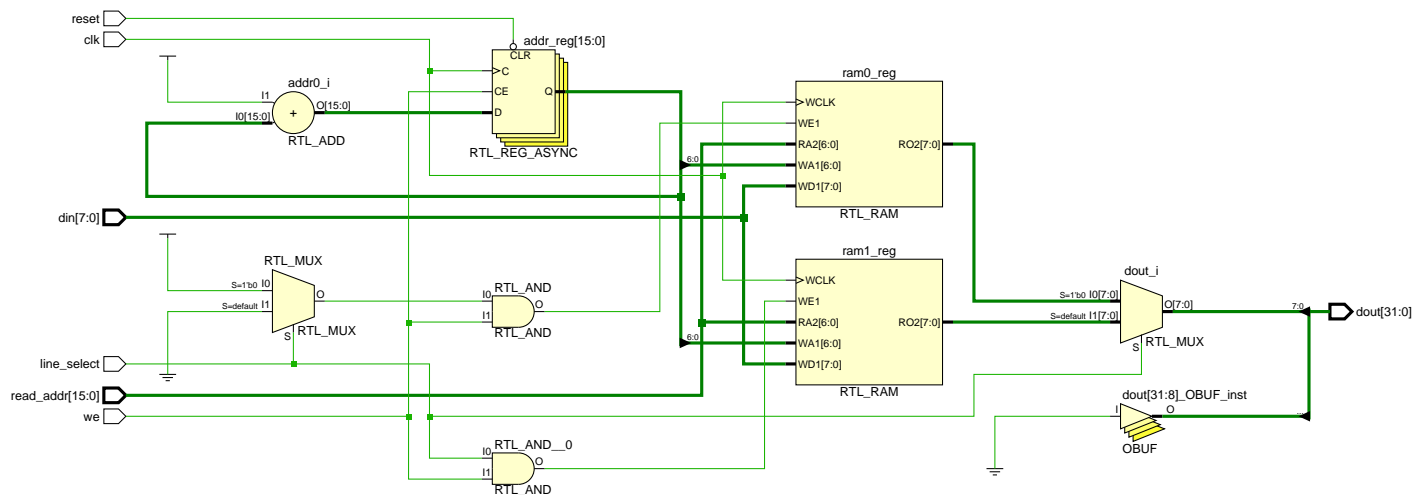 reset
clk
addr_reg[15:0]
CLR
C
CE
D
Q
RTL_REG_ASYNC
addr0_i
I1
I0[15:0]
+
O[15:0]
RTL_ADD
ram0_reg
WCLK
WE1
RA2[6:0]
WA1[6:0]
WD1[7:0]
RO2[7:0]
RTL_RAM
6:0
din[7:0]
RTL_MUX
S=1'b0 I0
S=default I1
O
S
RTL_MUX
RTL_AND
I0
I1
O
RTL_AND
ram1_reg
WCLK
WE1
RA2[6:0]
WA1[6:0]
WD1[7:0]
RO2[7:0]
RTL_RAM
6:0
dout_i
S=1'b0 I0[7:0]
S=default I1[7:0]
O[7:0]
S
RTL_MUX
7:0
dout[31:0]
line_select
read_addr[15:0]
we
RTL_AND__0
I0
I1
O
RTL_AND
dout[31:8]_OBUF_inst
I
O
OBUF
...